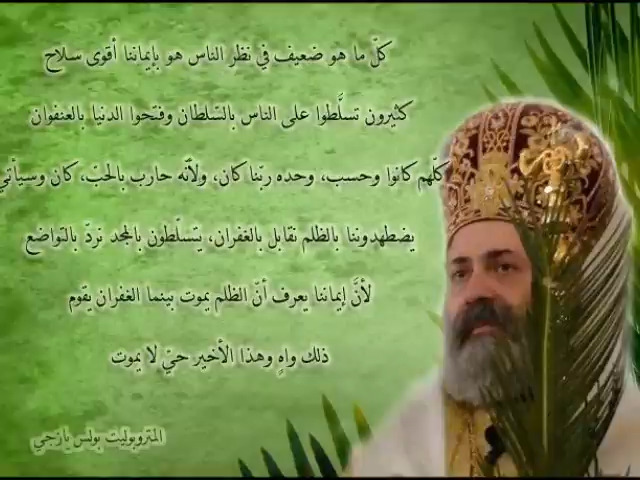 كلّ ما هو ضعيف في نظر الناس هو بإيماننا أقوى سلاح
كثيرون تسلَّطوا على الناس بالسّلطان وفتحوا الدنيا بالعنفوان
كلّهم كانوا وحسب، وحده ربّنا كان، ولأنّه حارب بالحبّ، كان وسيأتي
يضطهدوننا بالظلم نقابل بالغفران، يتسلّطون بالمجد نردّ بالتواضع
لأنَّ إيماننا يعرف أنّ الظلم يموت بينما الغفران يقوم
ذلك واهٍ وهذا الأخير حيّ لا يموت
المتروبوليت بولس يازجي